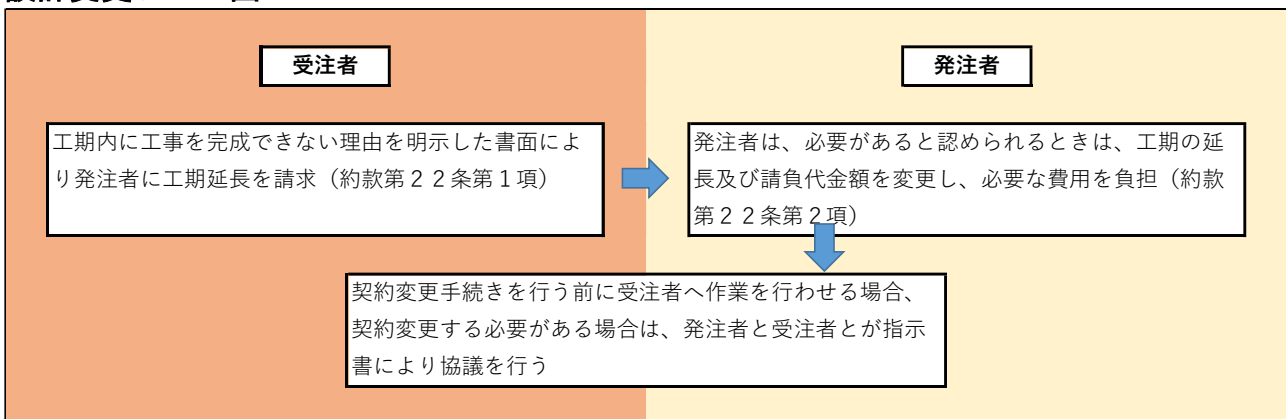 受注者
発注者
工期内に工事を完成できない理由を明示した書面によ
り発注者に工期延長を請求（約款第２２条第１項）
発注者は、必要があると認められるときは、工期の延
長及び請負代金額を変更し、必要な費用を負担（約款
第２２条第２項）
契約変更手続きを行う前に受注者へ作業を行わせる場合、
契約変更する必要がある場合は、発注者と受注者とが指示
書により協議を行う